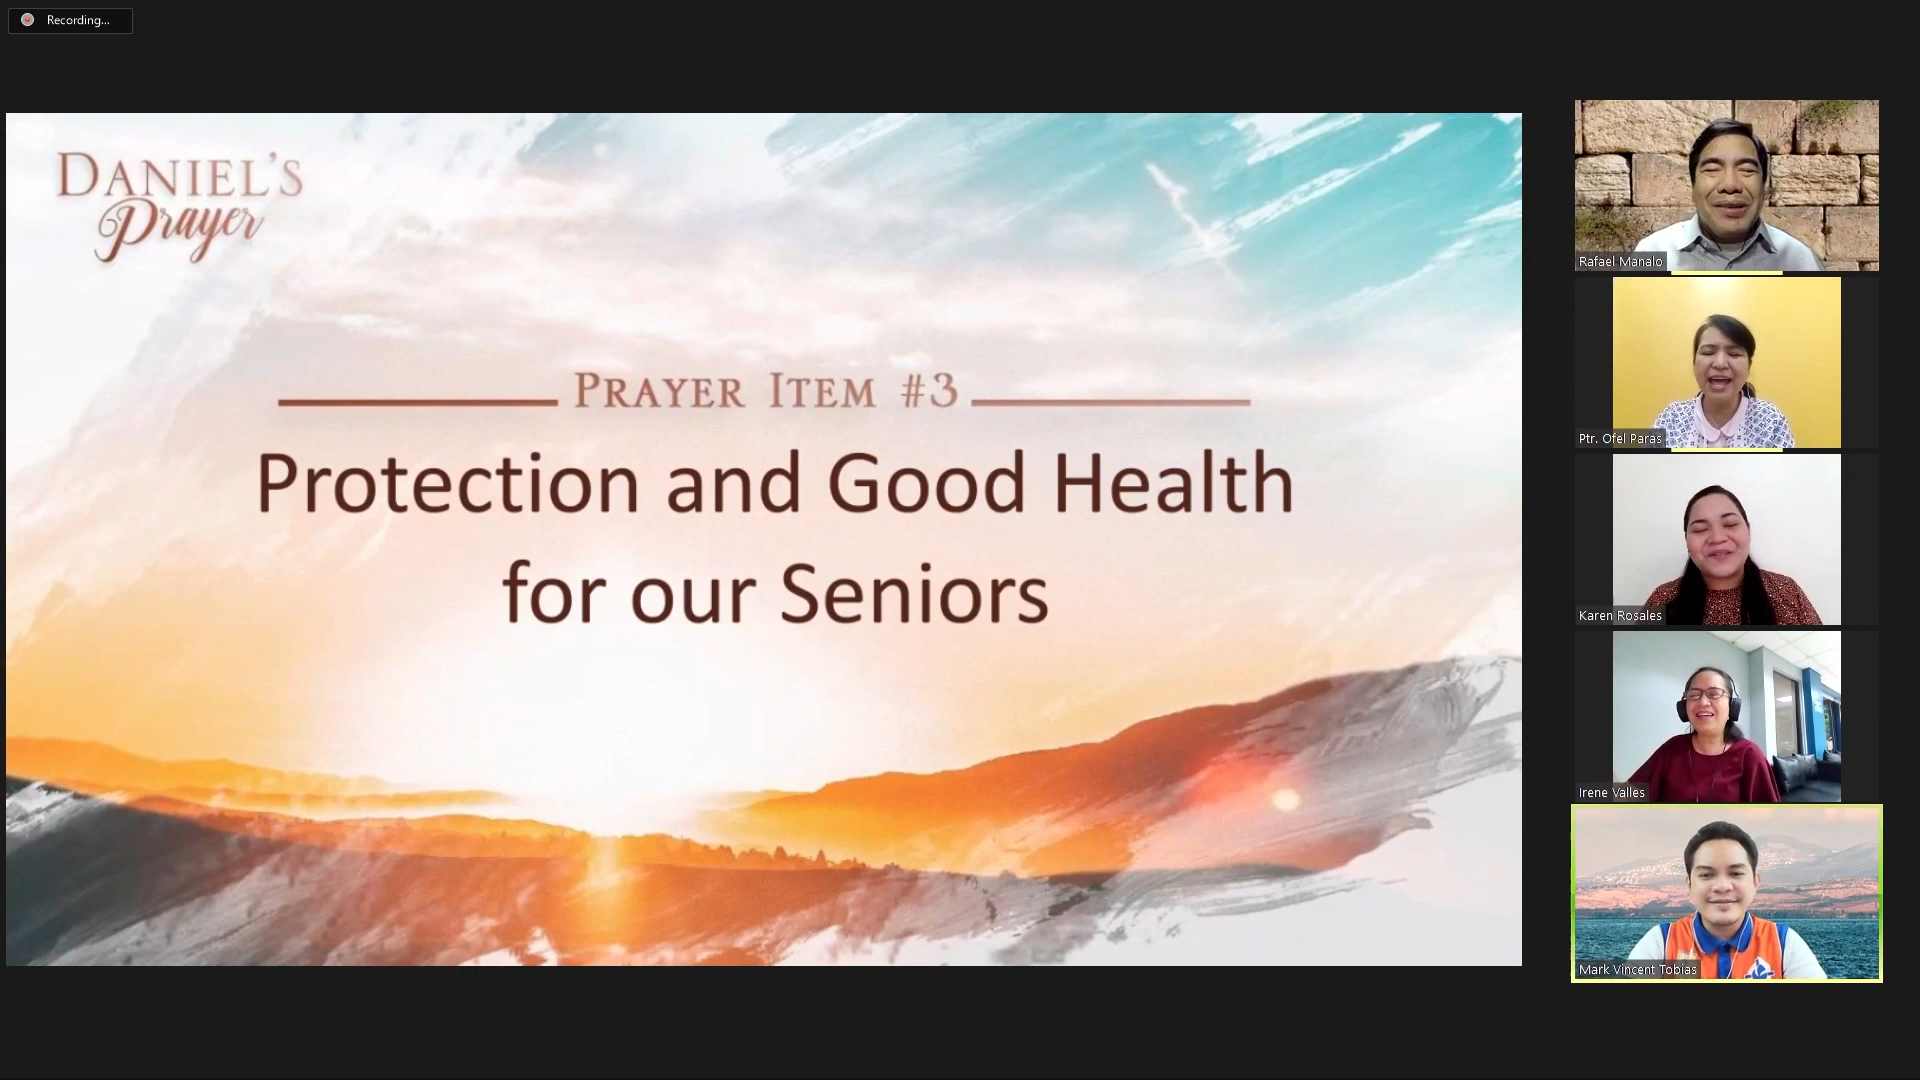 Recording...
DANIEL'S
Prayer
PRAYER ITEM #3
Protection and Good Health
for our Seniors
Rafael Manalo
Ptr. Ofel Paras
Karen Rosales
Irene Valles
Mark Vincent Tobias